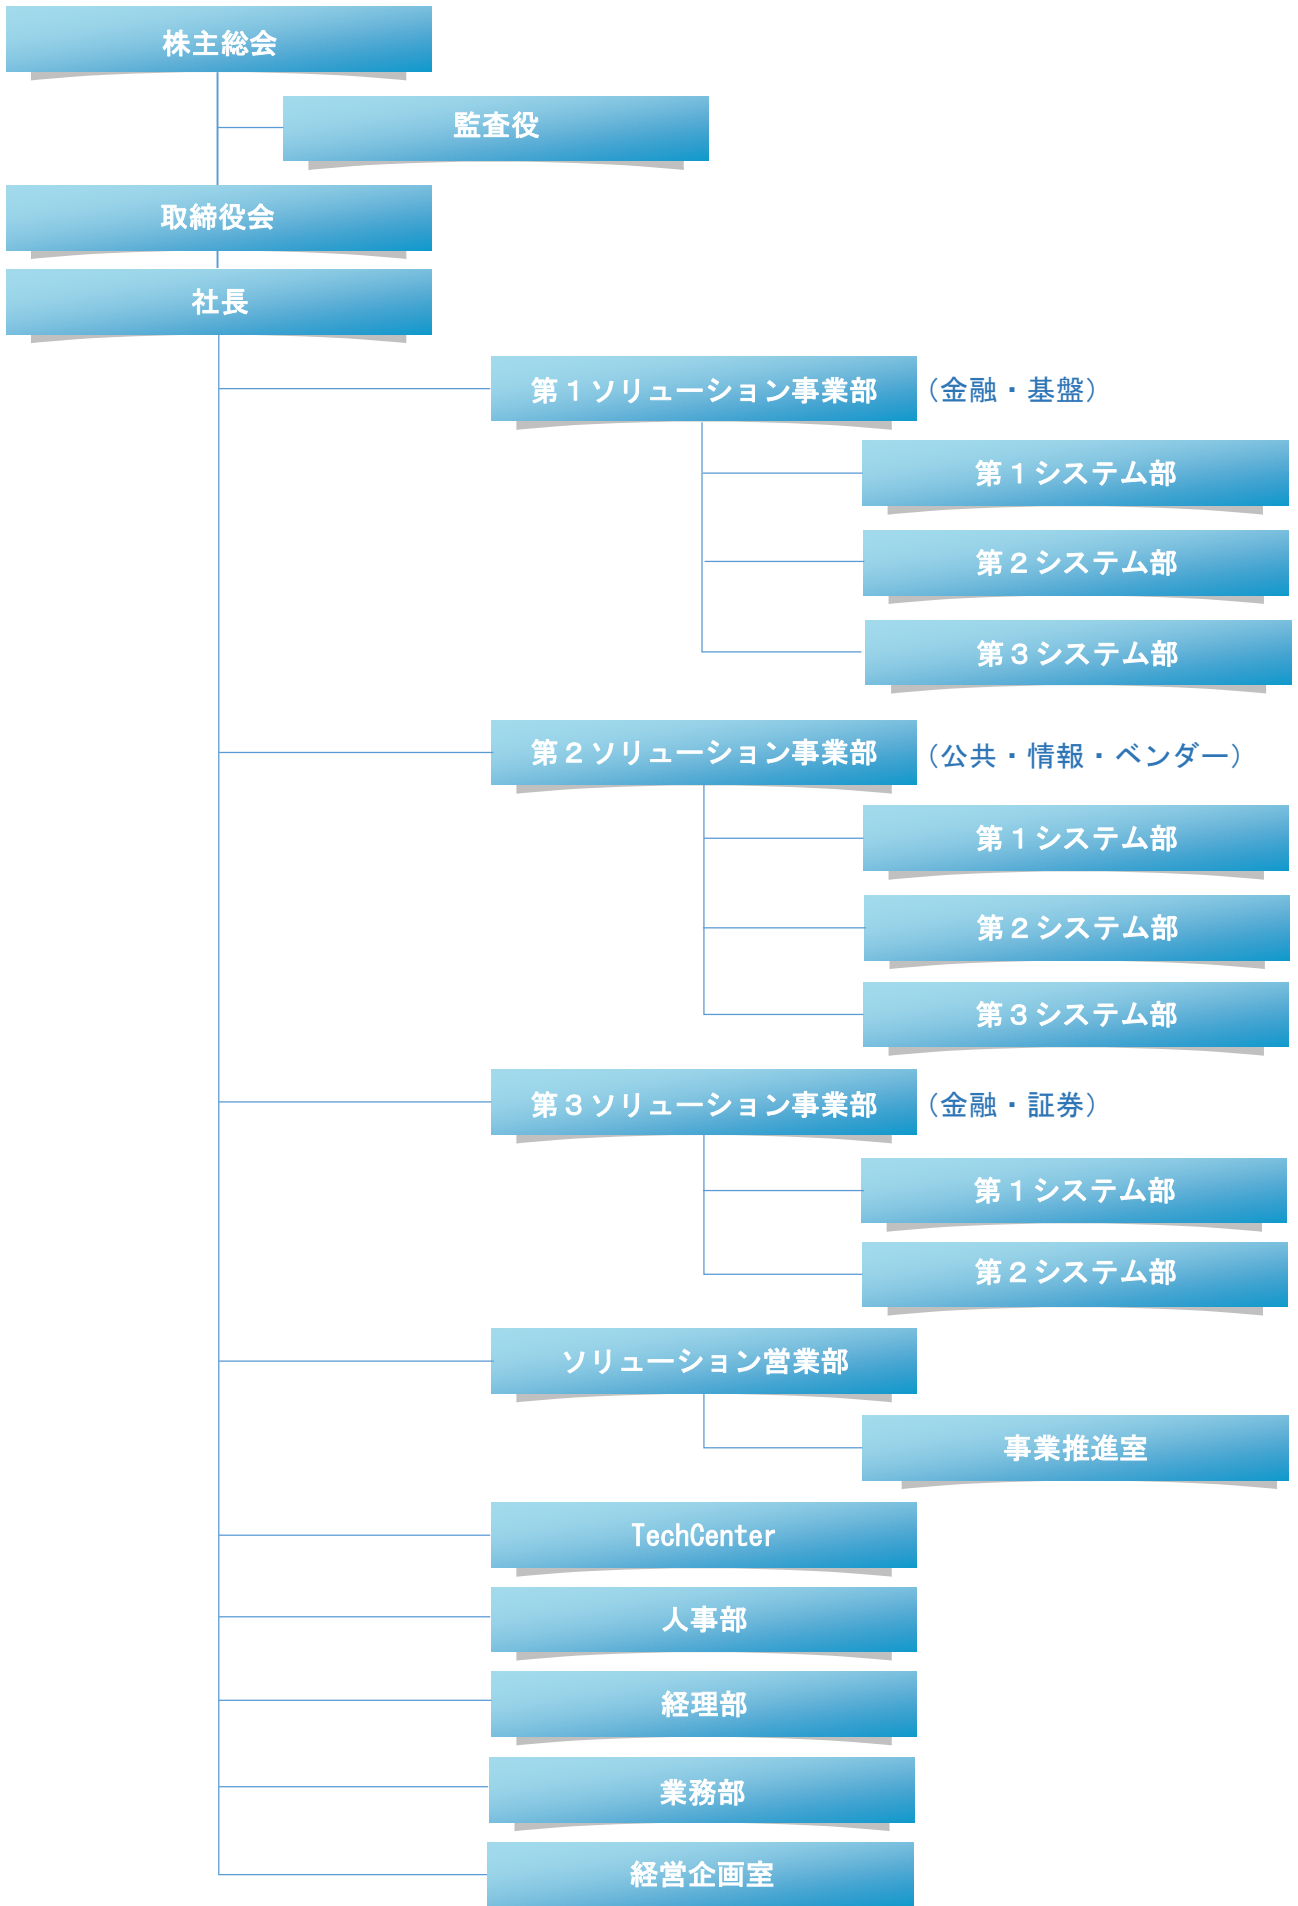 株主総会
監査役
取締役会
社長
第１ソリューション事業部 （金融・基盤）
第１システム部
第２システム部
第３システム部
第２ソリューション事業部 （公共・情報・ベンダー）
第１システム部
第２システム部
第３システム部
第３ソリューション事業部 （金融・証券）
第１システム部
第２システム部
ソリューション営業部
事業推進室
TechCenter
人事部
経理部
業務部
経営企画室